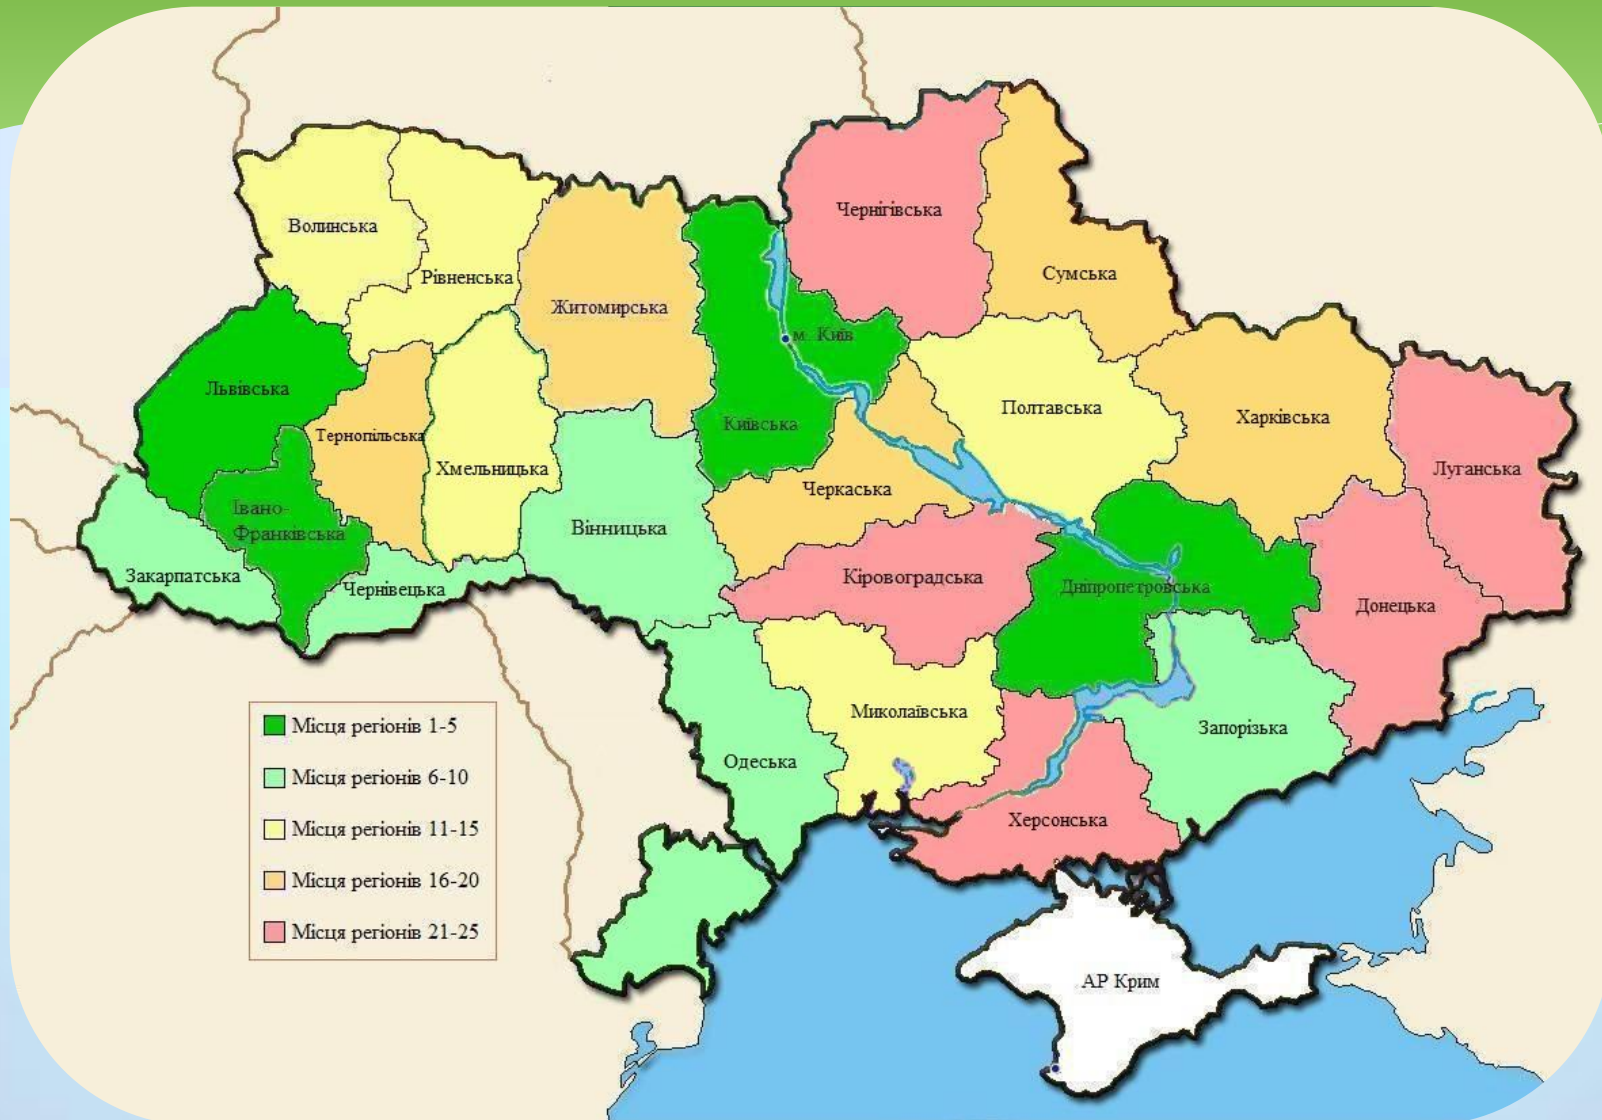 Чернігівська
Волинська
Сумська
Рівненська
Житомирська
м. Київ
Львівська
Полтавська
Харківська
Київська
Тернопільська
Хмельницька
Луганська
Черкаська
Івано-
Франківська
Вінницька
Закарпатська
Чернівецька
Кіровоградська
Дніпропетровська
Донецька
Миколаївська
Запорізька
Одеська
Херсонська
АР Крим
Місця регіонів 1-5
Місця регіонів 6-10
Місця регіонів 11-15
Місця регіонів 16-20
Місця регіонів 21-25